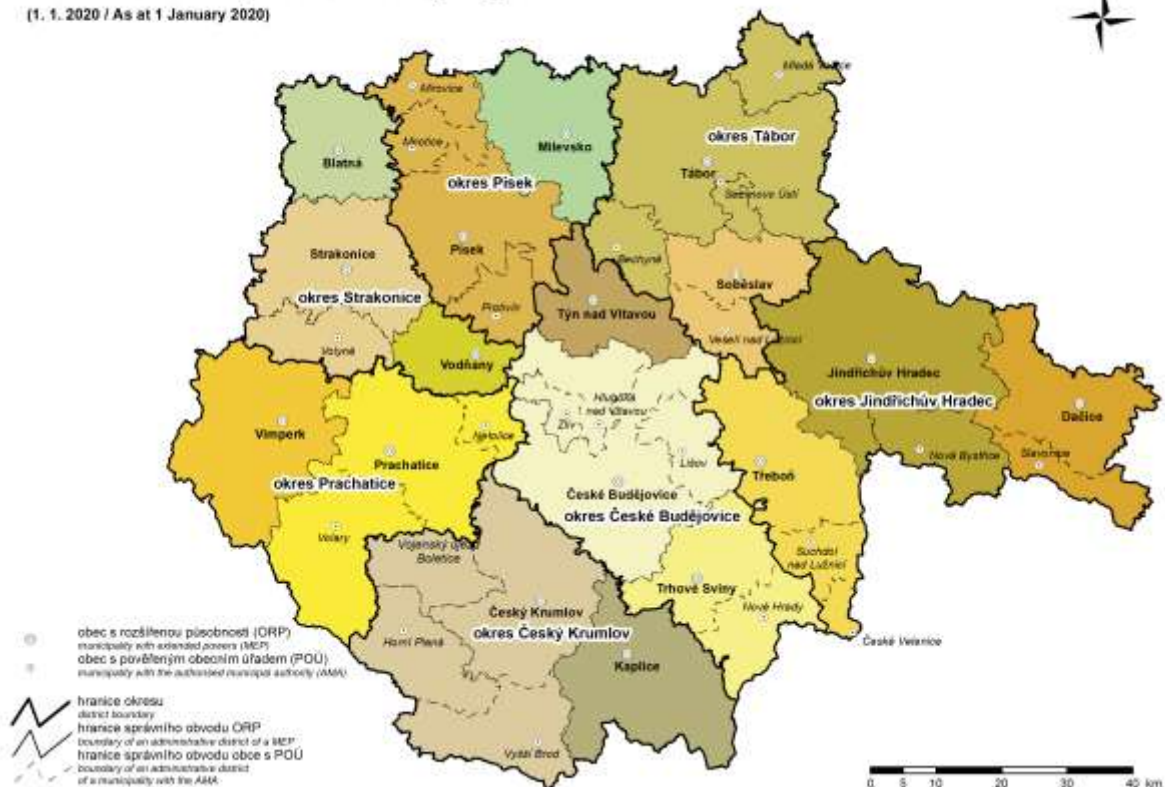 (1. 1. 2020 / As at 1 January 2020)
Mladá Vožice
Mirovice
okres Tábor
Mirotice
Milevsko
Blatná
Tábor
okres Písek
Sezimovo Ústí
Písek
Strakonice
Bechyně
Soběslav
okres Strakonice
Protivín
Týn nad Vltavou
Veselí nad Lužnicí
Volyně
Vodňany
Jindřichův Hradec
Hluboká
nad Vltavou
okres Jindřichův Hradec
Zliv
Dačice
Vimperk
Netolice
Prachatice
Lišov
Nová Bystřice
Slavonice
Třeboň
okres Prachatice
České Budějovice
okres České Budějovice
Volary
Vojenský újezd
Boletice
Suchdol
nad Lužnicí
Trhové Sviny
Český Krumlov
Nové Hrady
okres Český Krumlov
České Velenice
Horní Planá
Kaplice
Vyšší Brod
obec s rozšířenou působností (ORP)
municipality with extended powers (MEP)
obec s pověřeným obecním úřadem (POÚ)
municipality with the authorised municipal authority (AMA)
hranice okresu
district boundary
hranice správního obvodu ORP
boundary of an administrative district of a MEP
hranice správního obvodu obce s POÚ
boundary of an administrative district
of a municipality with the AMA
0 5 10 20 30 40 km